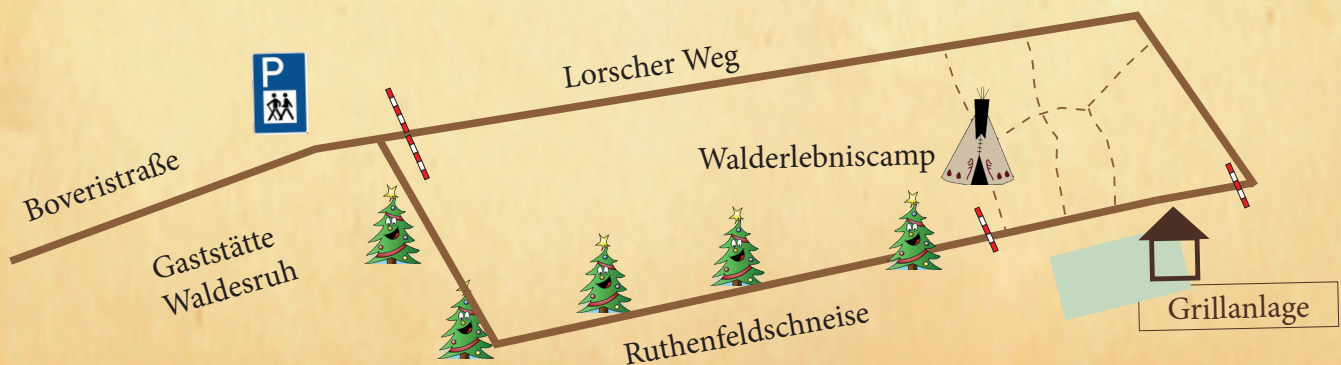 P
Lorscher Weg
Boveristraße
Walderlebniscamp
Gaststätte
Waldesruh
Ruthenfeldschneise
Grillanlage